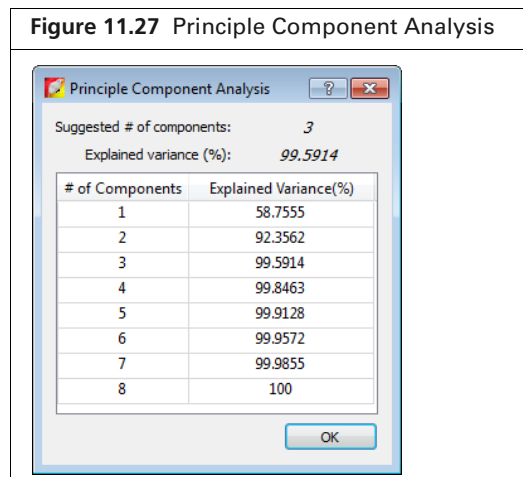 Figure 11.27 Principle Component Analysis
Principle Component Analysis
Suggested # of components: 3
Explained variance (%): 99.5914
# of Components Explained Variance(%)
1 58.7555
2 92.3562
3 99.5914
4 99.8463
5 99.9128
6 99.9572
7 99.9855
8 100
OK